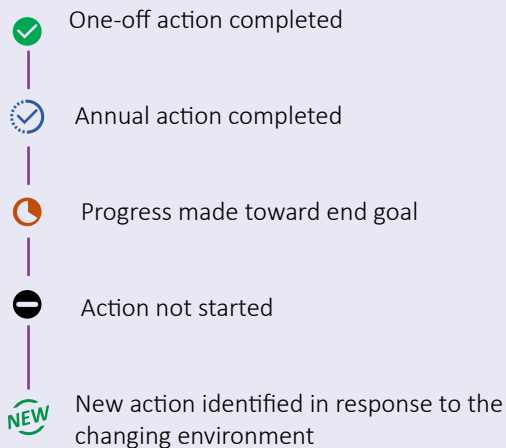 One-off action completed
Annual action completed
Progress made toward end goal
Action not started
NEW
New action identified in response to the
changing environment